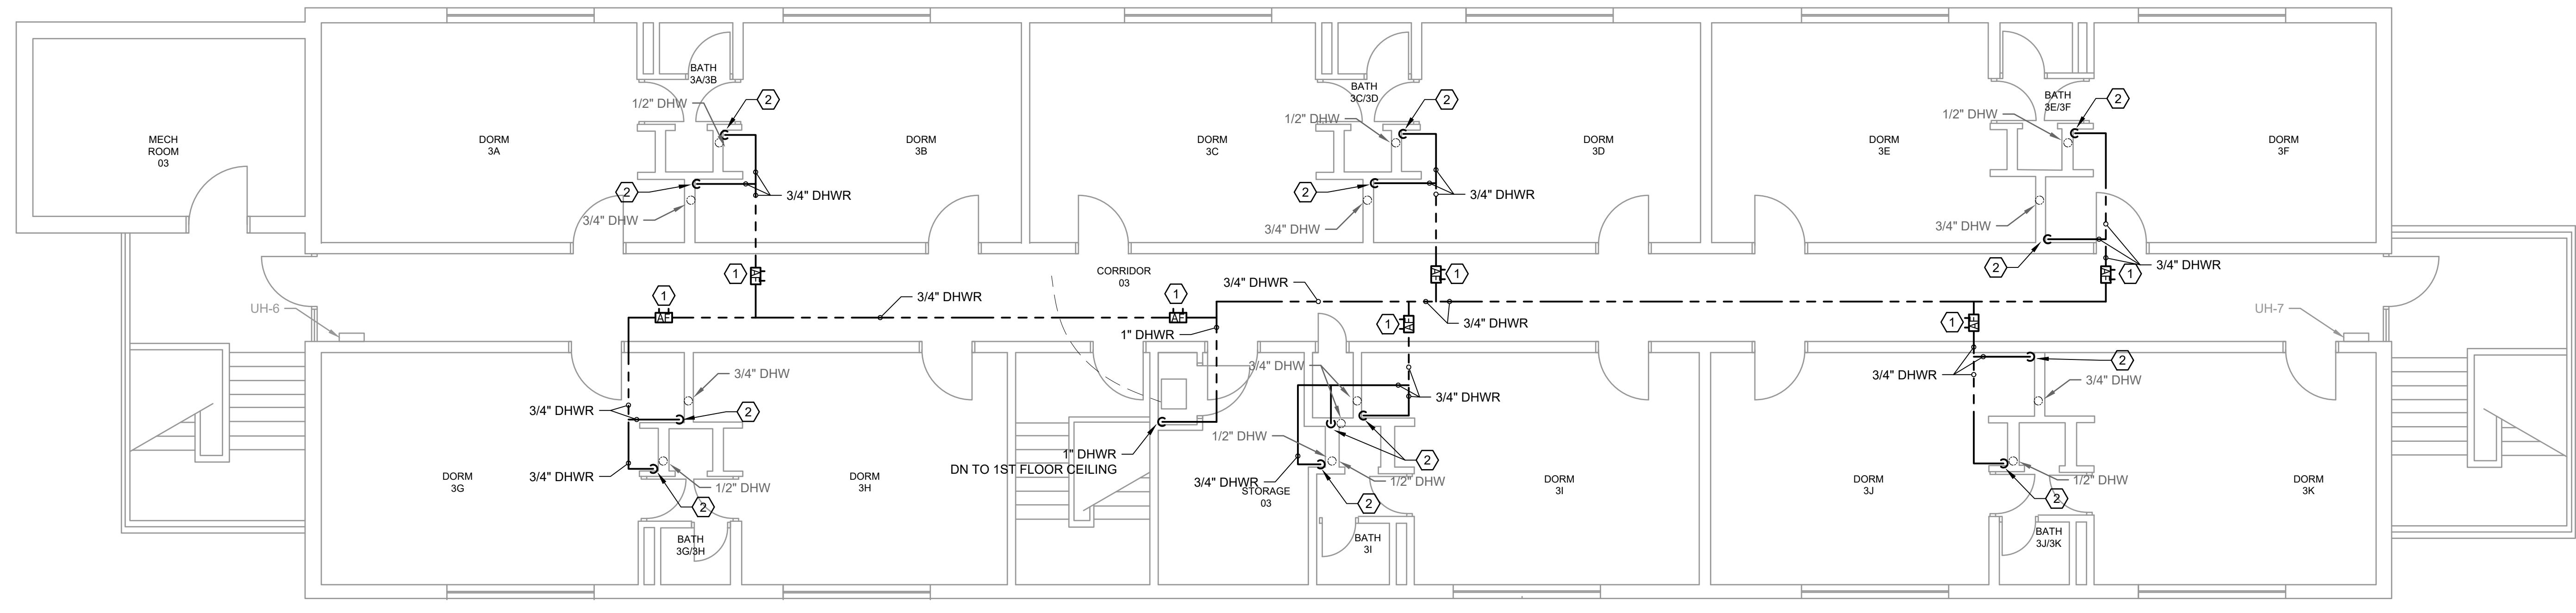 BATH
3A/3B
1/2" DHW
2
BATH
3C/3D
1/2" DHW
2
BATH
3E/3F
1/2" DHW
2
MECH
ROOM
03
DORM
3A
DORM
3B
DORM
3C
DORM
3D
DORM
3E
DORM
3F
2
3/4" DHWR
3/4" DHW
2
3/4" DHWR
3/4" DHW
3/4" DHW
2
3/4" DHWR
1
AF
CORRIDOR
03
AF
1
AF
1
UH-6
1
AF
3/4" DHWR
1
AF
3/4" DHWR
1" DHWR
1
AF
3/4" DHWR
1
AF
UH-7
3/4" DHW
3/4" DHWR
2
3/4" DHW
3/4" DHWR
3/4" DHWR
2
3/4" DHW
3/4" DHWR
1/2" DHW
2
1" DHWR
DN TO 1ST FLOOR CEILING
1/2" DHW
2
3/4" DHWR
1/2" DHW
2
1/2" DHW
2
DORM
3G
DORM
3H
STORAGE
03
DORM
3I
DORM
3J
DORM
3K
BATH
3G/3H
BATH
3I
BATH
3J/3K